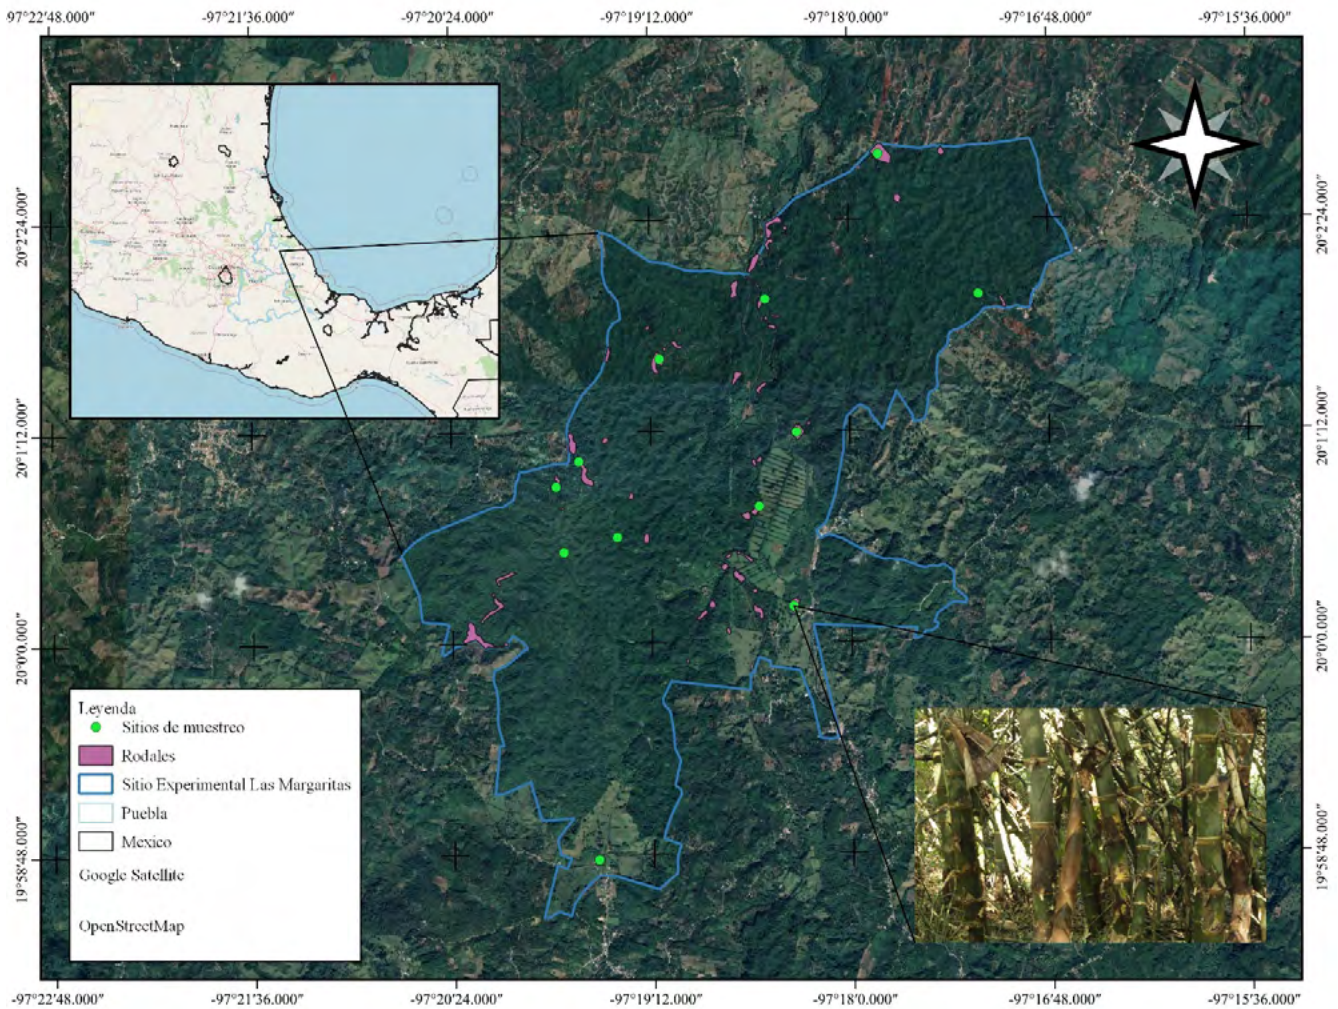 -97°22'48.000" -97°21'36.000" -97°20'24.000" -97°19'12.000" -97°18'0.000" -97°16'48.000" -97°15'36.000"
20°2'24.000" 20°2'24.000"
20°1'12.000" 20°1'12.000"
20°0'0.000" 20°0'0.000"
19°58'48.000" 19°58'48.000"
Leyenda
Sitios de muestreo
Rodales
Sitio Experimental Las Margaritas
Puebla
Mexico
Google Satellite
OpenStreetMap
-97°22'48.000" -97°21'36.000" -97°20'24.000" -97°19'12.000" -97°18'0.000" -97°16'48.000" -97°15'36.000"